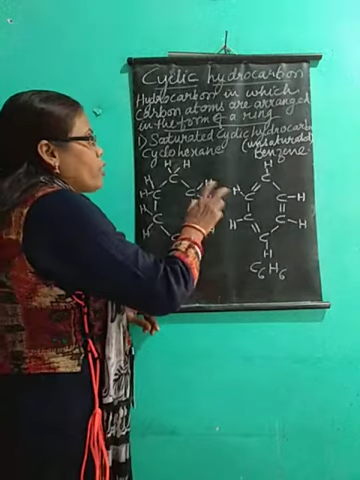 Cyclic hydrocarbon
Hydrocarbon in which
carbon atoms are arranged
in the form of a ring
1) Saturated cyclic hydrocarbon
Cyclohexane (unsaturated)
Benzene
H H H
C C
H C C C H
H C C C H
H C C
H
C6H6